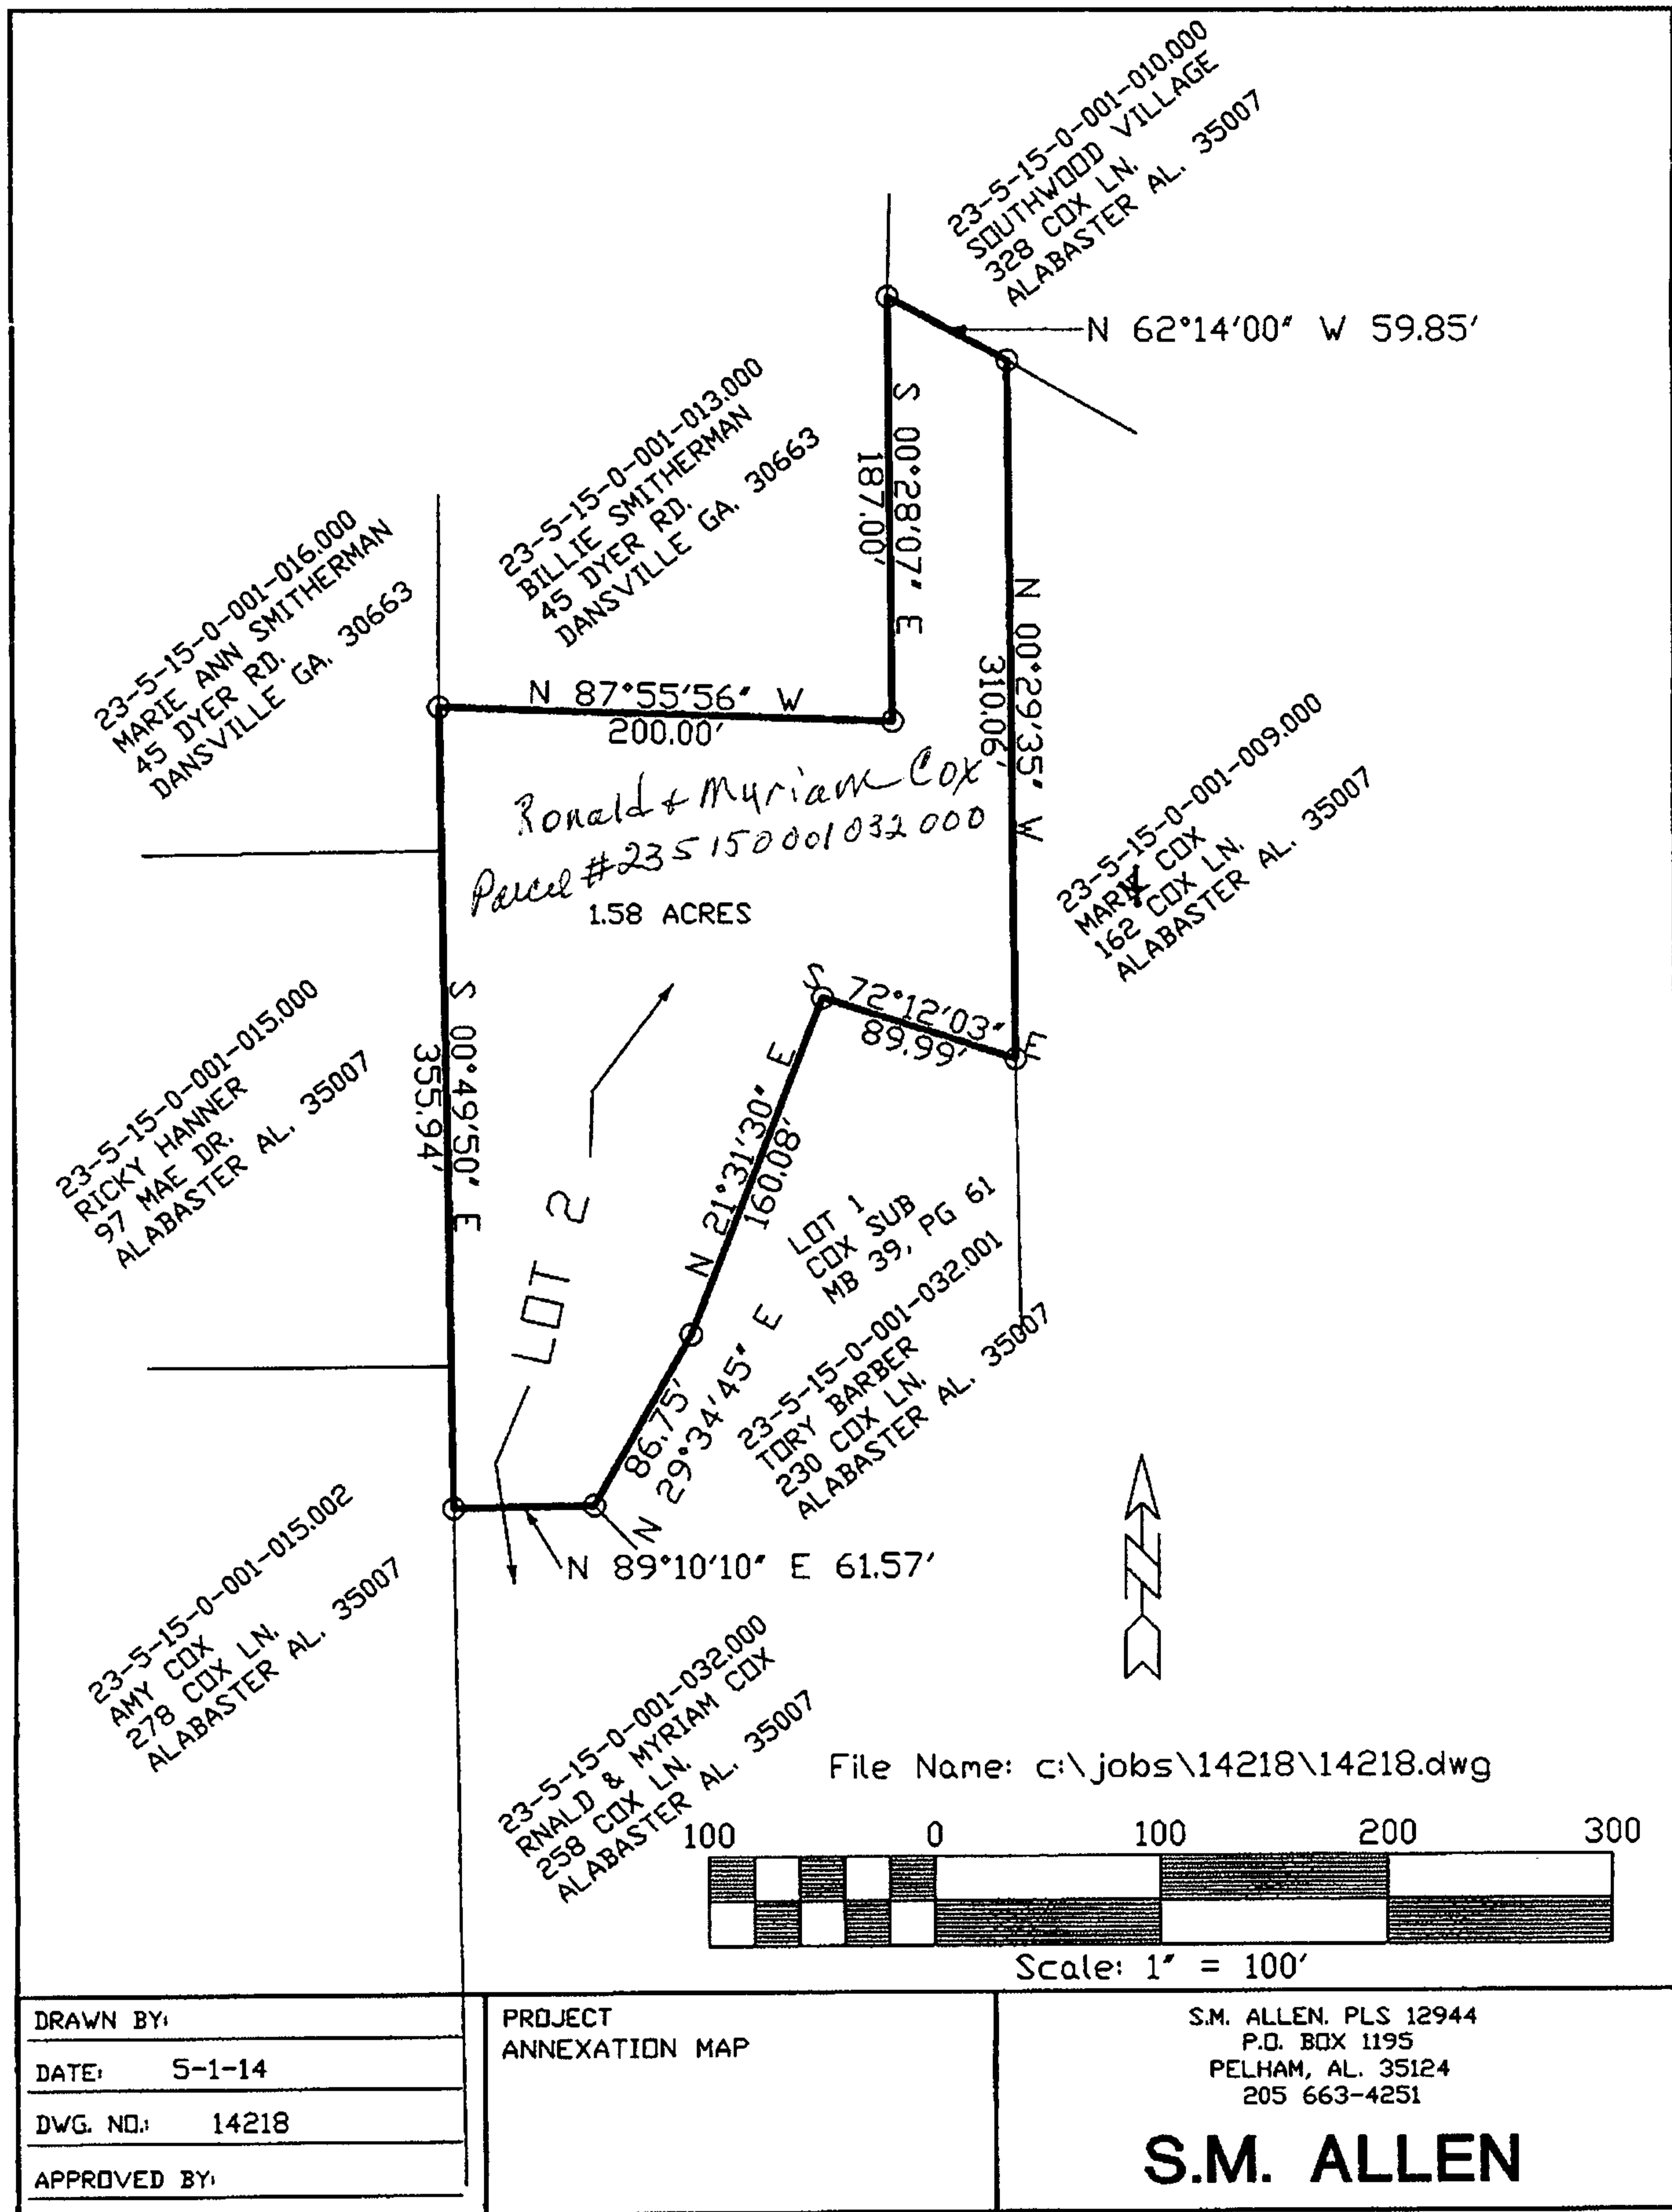 23-5-15-0-001-010.000
SOUTHWOOD VILLAGE
328 COX LN.
ALABASTER AL. 35007
N 62°14'00" W 59.85'
S 00°28'07" E
187.00'
23-5-15-0-001-013.000
BILLIE SMITHERMAN
45 DYER RD.
DANSVILLE GA. 30663
23-5-15-0-001-016.000
MARIE ANN SMITHERMAN
45 DYER RD.
DANSVILLE GA. 30663
N 87°55'56" W
200.00'
N 00°29'35" W
310.06'
Ronald & Myriam Cox
Parcel #235150001032000
1.58 ACRES
23-5-15-0-001-009.000
COX
162 COX LN.
ALABASTER AL. 35007
S 72°12'03" E
89.99'
S 00°49'50" E
355.94'
23-5-15-0-001-015.000
RICKY HANNER
97 MAE DR.
ALABASTER AL. 35007
N 21°31'30" E
160.08'
LOT 2
LOT 1
COX SUB
MB 39, PG 61
23-5-15-0-001-032.001
TORY BARBER
230 COX LN.
ALABASTER AL. 35007
86.75'
N 29°34'45" E
N 89°10'10" E 61.57'
23-5-15-0-001-015.002
AMY COX
278 COX LN.
ALABASTER AL. 35007
23-5-15-0-001-032.000
RNALD & MYRIAM COX
258 COX LN.
ALABASTER AL. 35007
N
File Name: c:\jobs\14218\14218.dwg
100 0 100 200 300
Scale: 1" = 100'
DRAWN BY:
DATE: 5-1-14
DWG. NO.: 14218
APPROVED BY:
PROJECT
ANNEXATION MAP
S.M. ALLEN. PLS 12944
P.O. BOX 1195
PELHAM, AL. 35124
205 663-4251
S.M. ALLEN